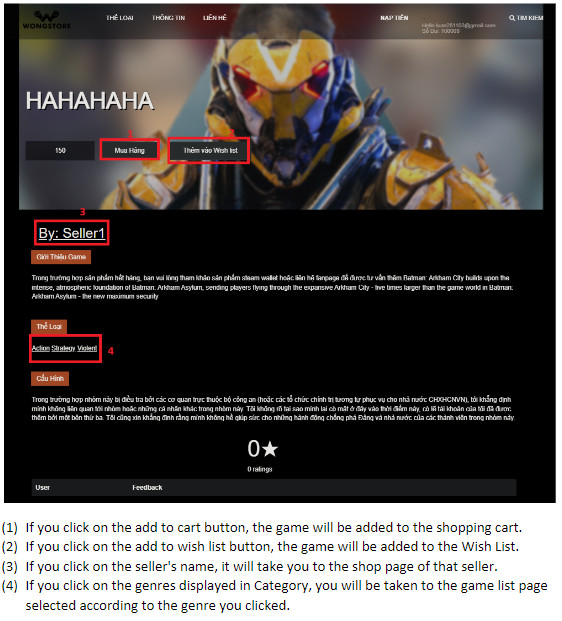 WONGSTORE THỂ LOẠI THÔNG TIN LIÊN HỆ NẠP TIỀN TÌM KIẾM
HAHAHAHA
1 2
150 Mua Hàng Thêm vào Wish list
3
By: Seller1
Giới Thiệu Game
Trong trường hợp sản phẩm hết hàng, bạn vui lòng tham khảo sản phẩm steam wallet hoặc liên hệ fanpage để được tư vấn thêm Batman: Arkham City builds upon the
intense, atmospheric foundation of Batman: Arkham Asylum, sending players flying through the expansive Arkham City - five times larger than the game world in Batman:
Arkham Asylum - the new maximum security
Thể Loại
Action Strategy Violent 4
Cấu Hình
Trong trường hợp nhóm này bị điều tra bởi các cơ quan trực thuộc bộ công an (hoặc các tổ chức chính trị tương tự phục vụ cho nhà nước CHXHCNVN), tôi khẳng định
mình không liên quan tới nhóm hoặc những cá nhân khác trong nhóm này. Tôi không rõ tại sao mình lại có mặt ở đây vào thời điểm này, có lẽ tài khoản của tôi đã được
thêm bởi một bên thứ ba. Tôi cũng xin khẳng định rằng mình không hề giúp sức cho những hành động chống phá Đảng và nhà nước của các thành viên trong nhóm này.
0★
0 ratings
User Feedback
(1) If you click on the add to cart button, the game will be added to the shopping cart.
(2) If you click on the add to wish list button, the game will be added to the Wish List.
(3) If you click on the seller's name, it will take you to the shop page of that seller.
(4) If you click on the genres displayed in Category, you will be taken to the game list page
selected according to the genre you clicked.